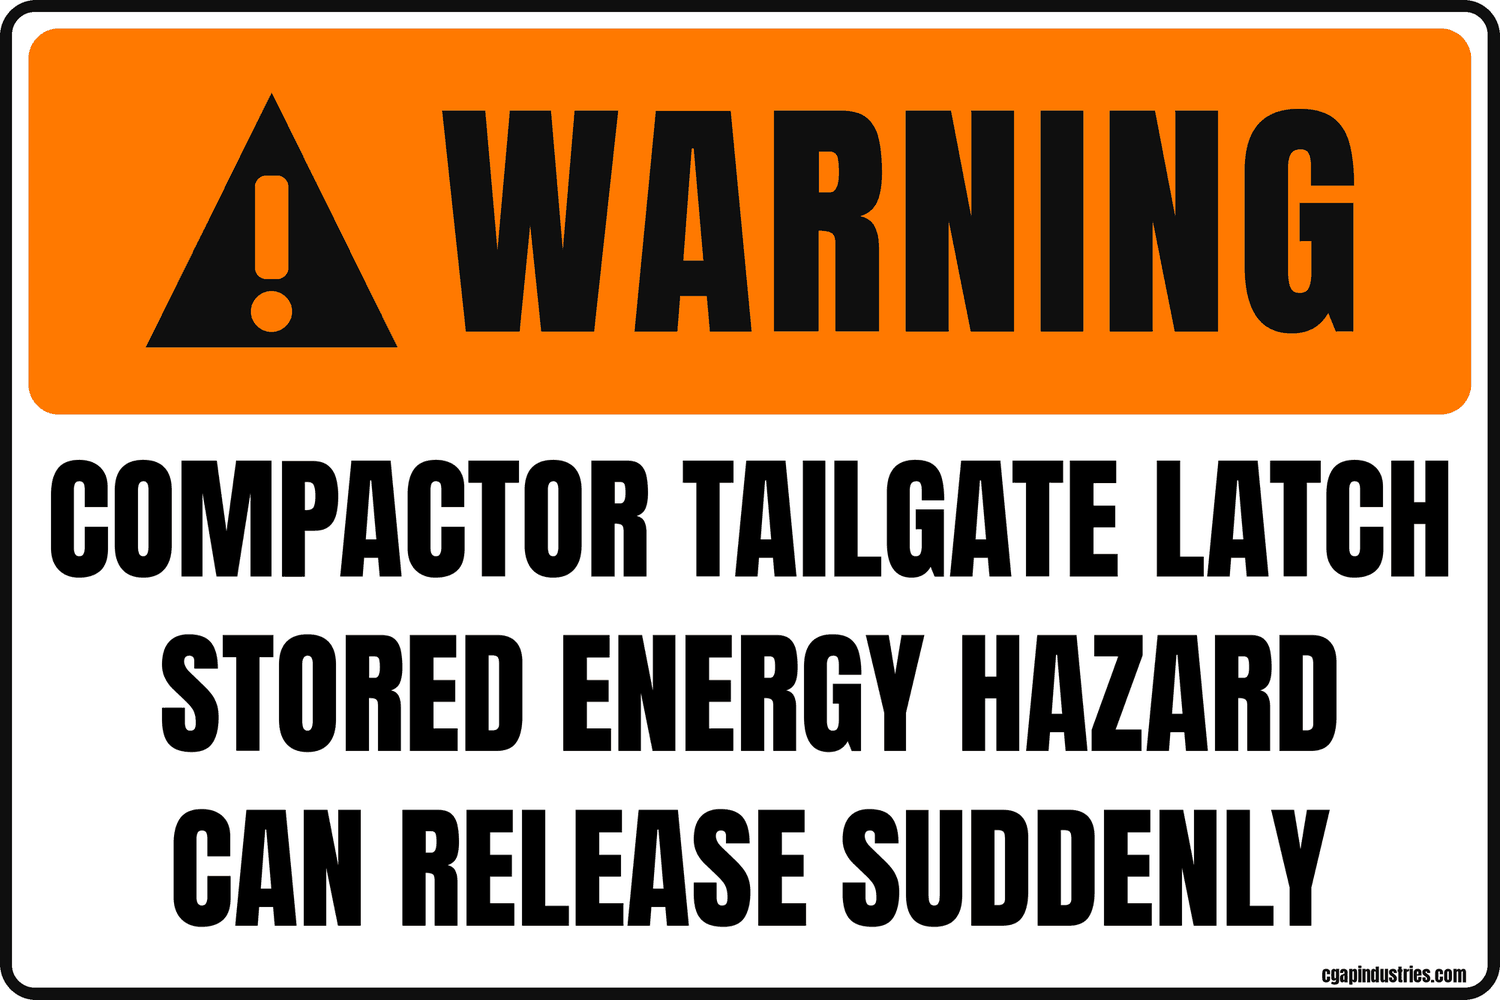 WARNING
COMPACTOR TAILGATE LATCH
STORED ENERGY HAZARD
CAN RELEASE SUDDENLY
cgapindustries.com